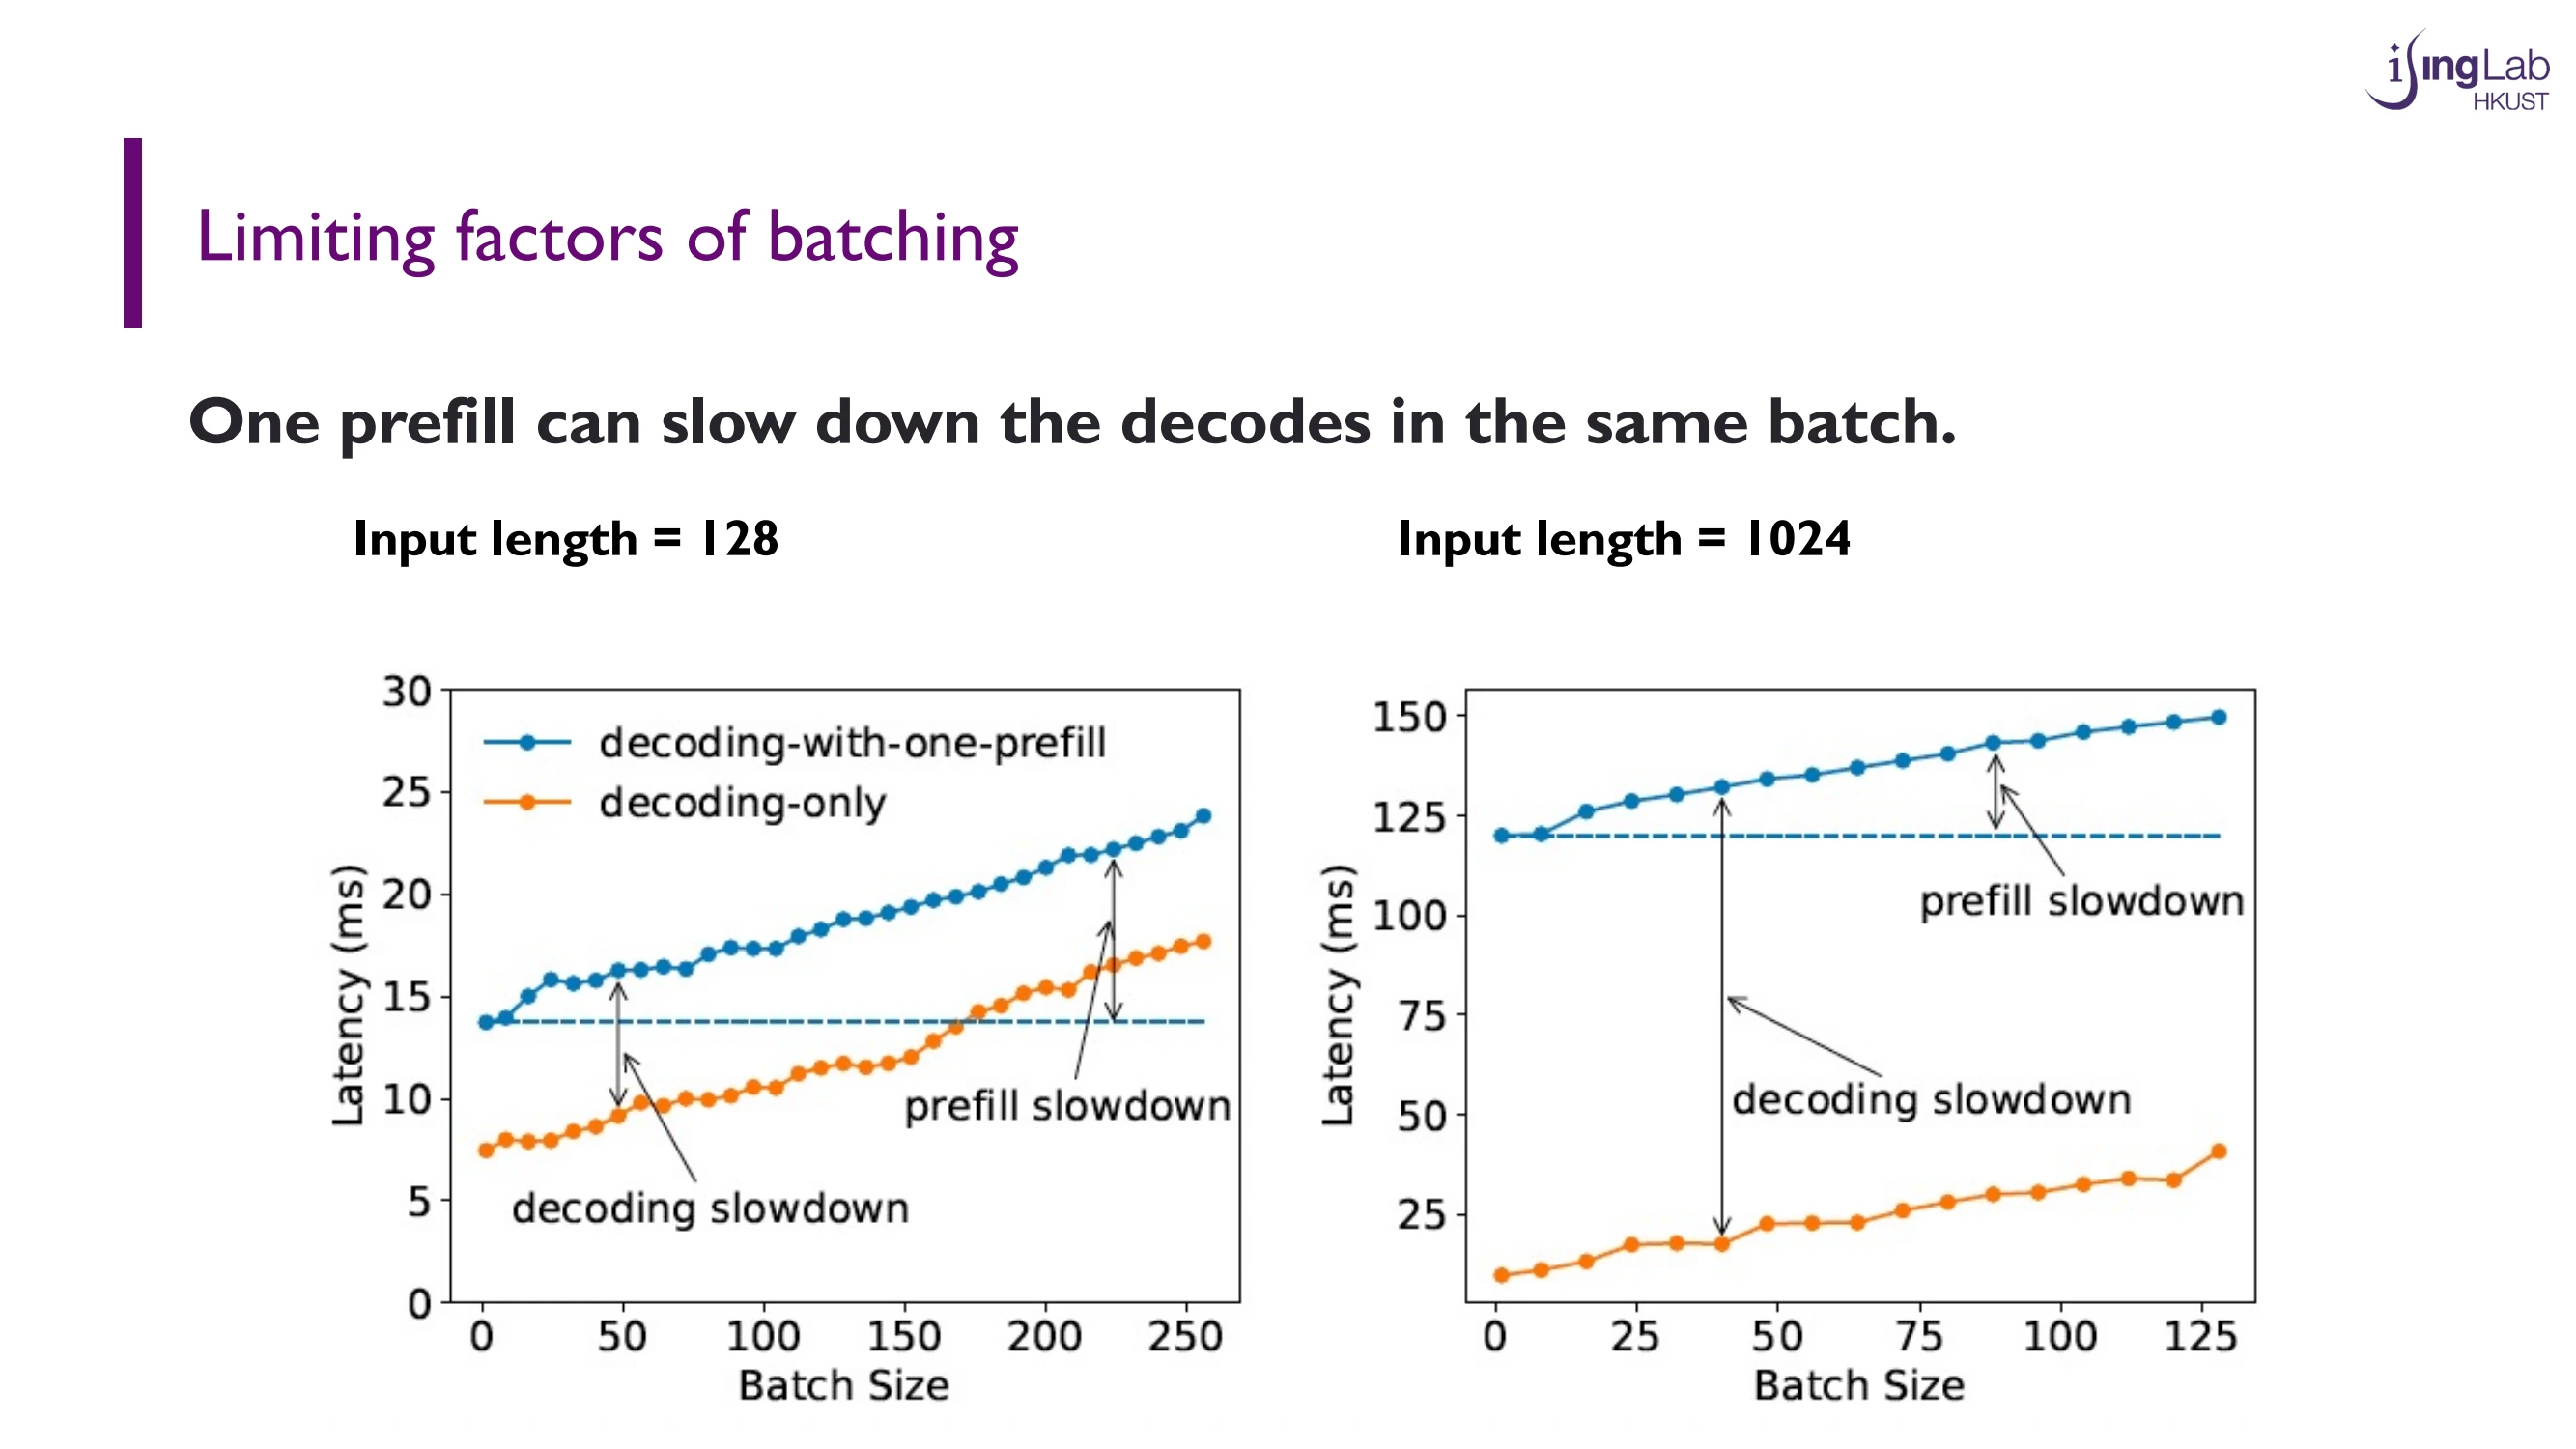 iSingLab
HKUST
Limiting factors of batching
One prefill can slow down the decodes in the same batch.
Input length = 128
Input length = 1024
30
25
20
15
10
5
0
Latency (ms)
decoding-with-one-prefill
decoding-only
decoding slowdown
prefill slowdown
0 50 100 150 200 250
Batch Size
150
125
100
75
50
25
Latency (ms)
prefill slowdown
decoding slowdown
0 25 50 75 100 125
Batch Size